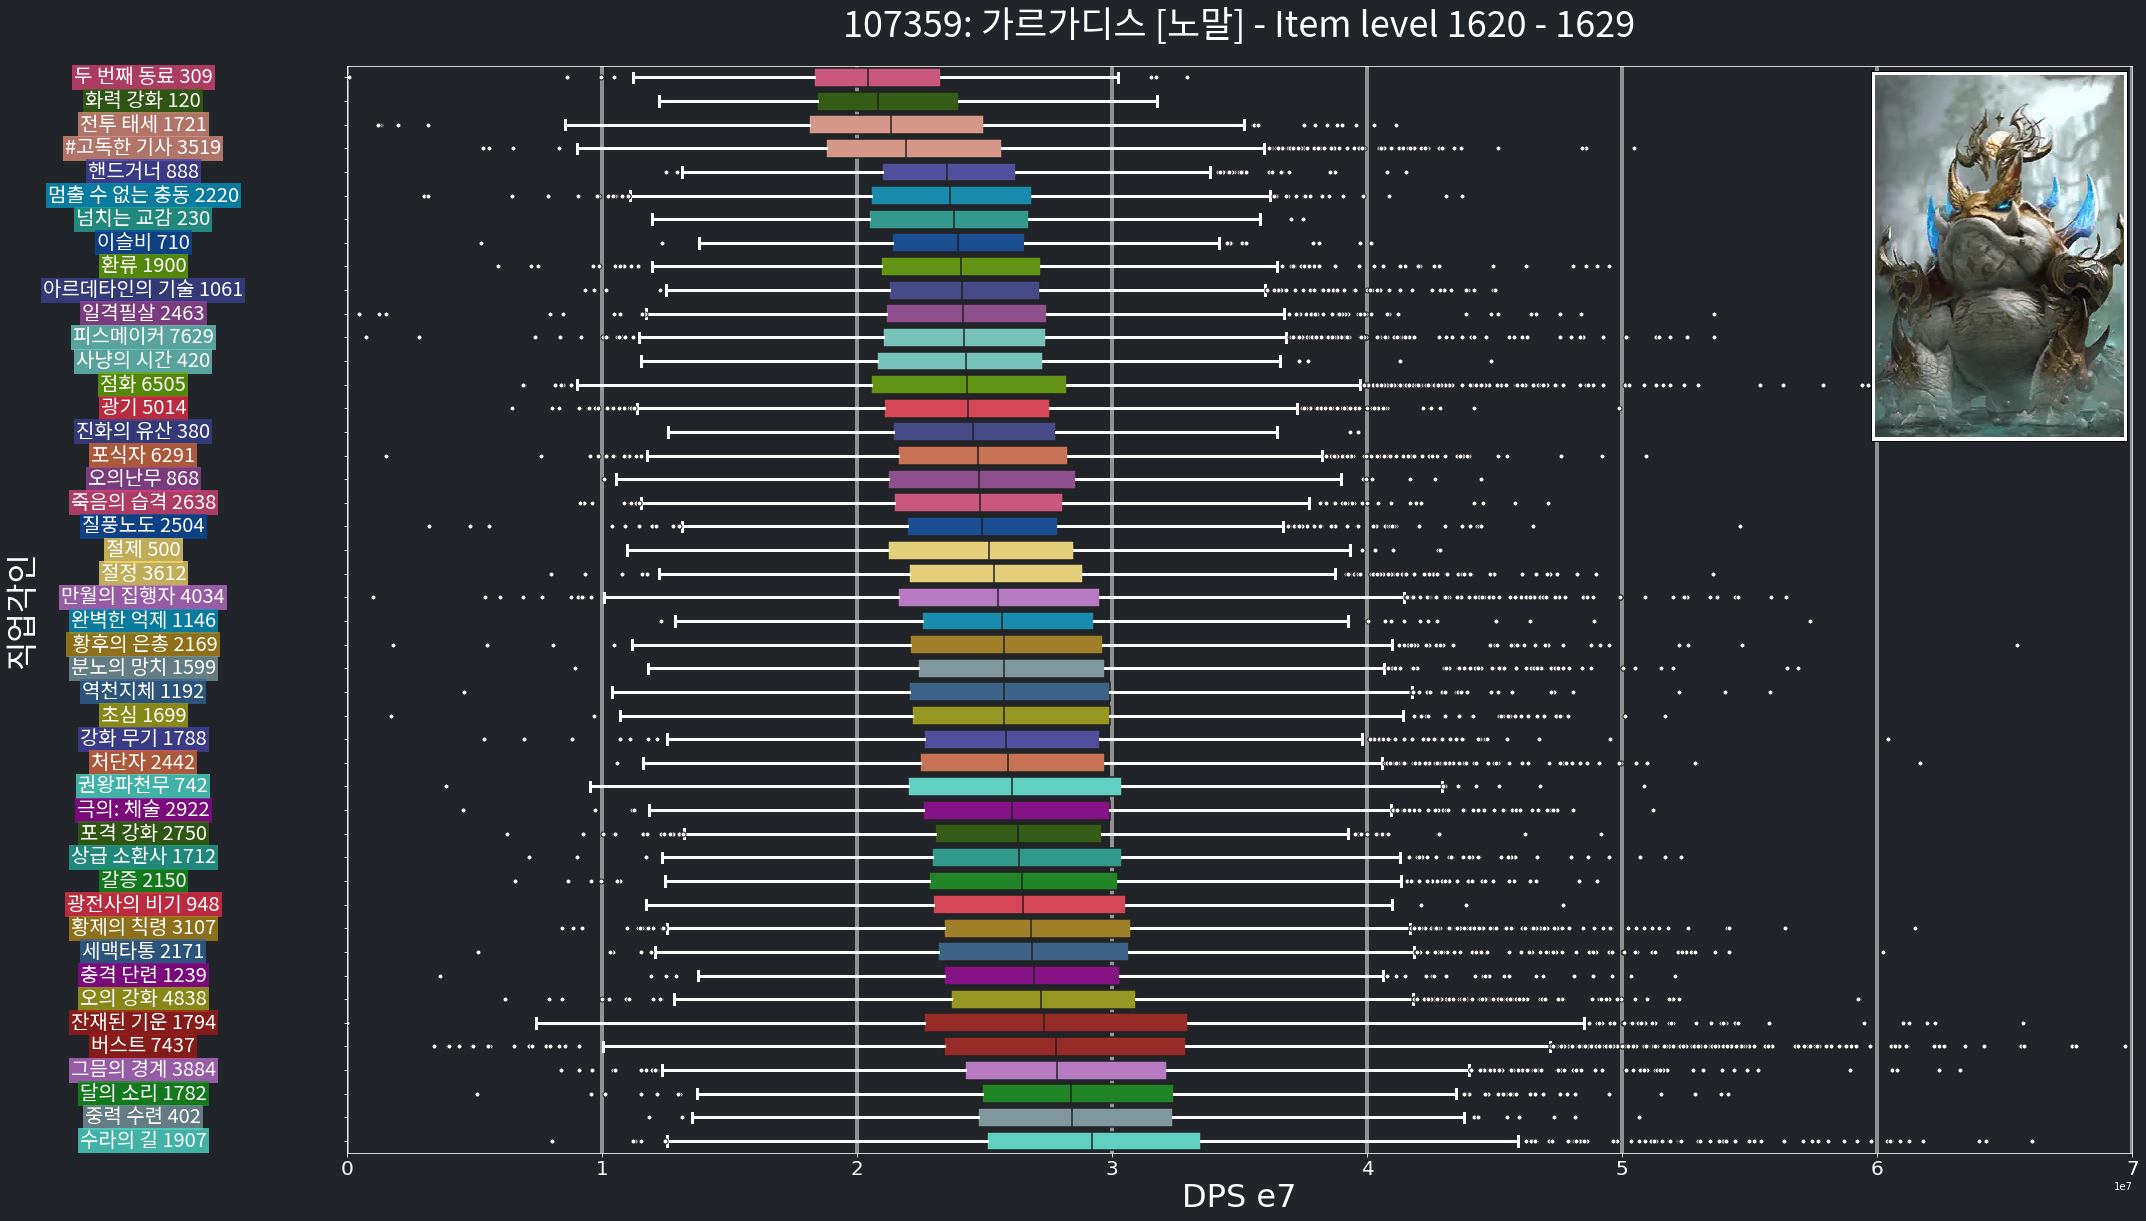 107359: 가르가디스 [노말] - Item level 1620 - 1629
두 번째 동료 309
화력 강화 120
전투 태세 1721
#고독한 기사 3519
핸드거너 888
멈출 수 없는 충동 2220
넘치는 교감 230
이슬비 710
환류 1900
아르데타인의 기술 1061
일격필살 2463
피스메이커 7629
사냥의 시간 420
점화 6505
광기 5014
진화의 유산 380
포식자 6291
오의난무 868
죽음의 습격 2638
질풍노도 2504
절제 500
절정 3612
만월의 집행자 4034
완벽한 억제 1146
황후의 은총 2169
분노의 망치 1599
역천지체 1192
초심 1699
강화 무기 1788
처단자 2442
권왕파천무 742
극의: 체술 2922
포격 강화 2750
상급 소환사 1712
갈증 2150
광전사의 비기 948
황제의 칙령 3107
세맥타통 2171
충격 단련 1239
오의 강화 4838
잔재된 기운 1794
버스트 7437
그믐의 경계 3884
달의 소리 1782
중력 수련 402
수라의 길 1907
직업각인
0 1 2 3 4 5 6 7
DPS e7
1e7